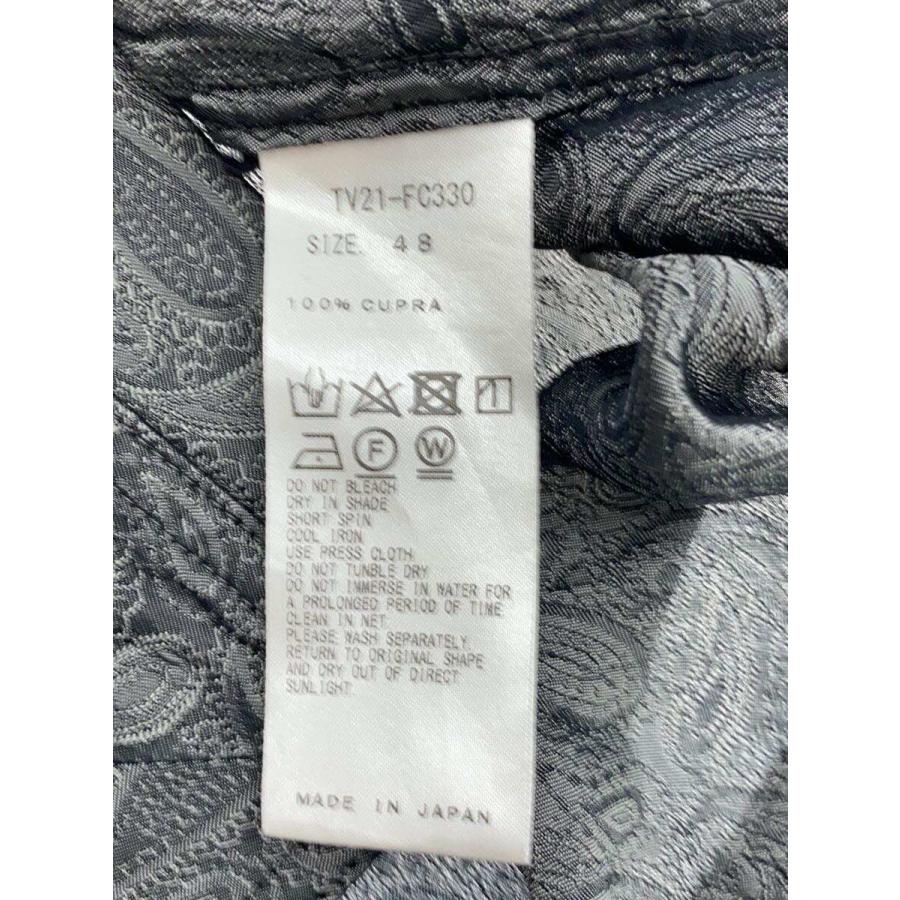 TV21-FC330
SIZE. 48
100% CUPRA
F W
DO NOT BLEACH
DRY IN SHADE
SHORT SPIN
COOL IRON
USE PRESS CLOTH
DO NOT TUNBLE DRY
DO NOT IMMERSE IN WATER FOR
A PROLONGED PERIOD OF TIME
CLEAN IN NET.
PLEASE WASH SEPARATELY.
RETURN TO ORIGINAL SHAPE
AND DRY OUT OF DIRECT
SUNLIGHT.
MADE IN JAPAN